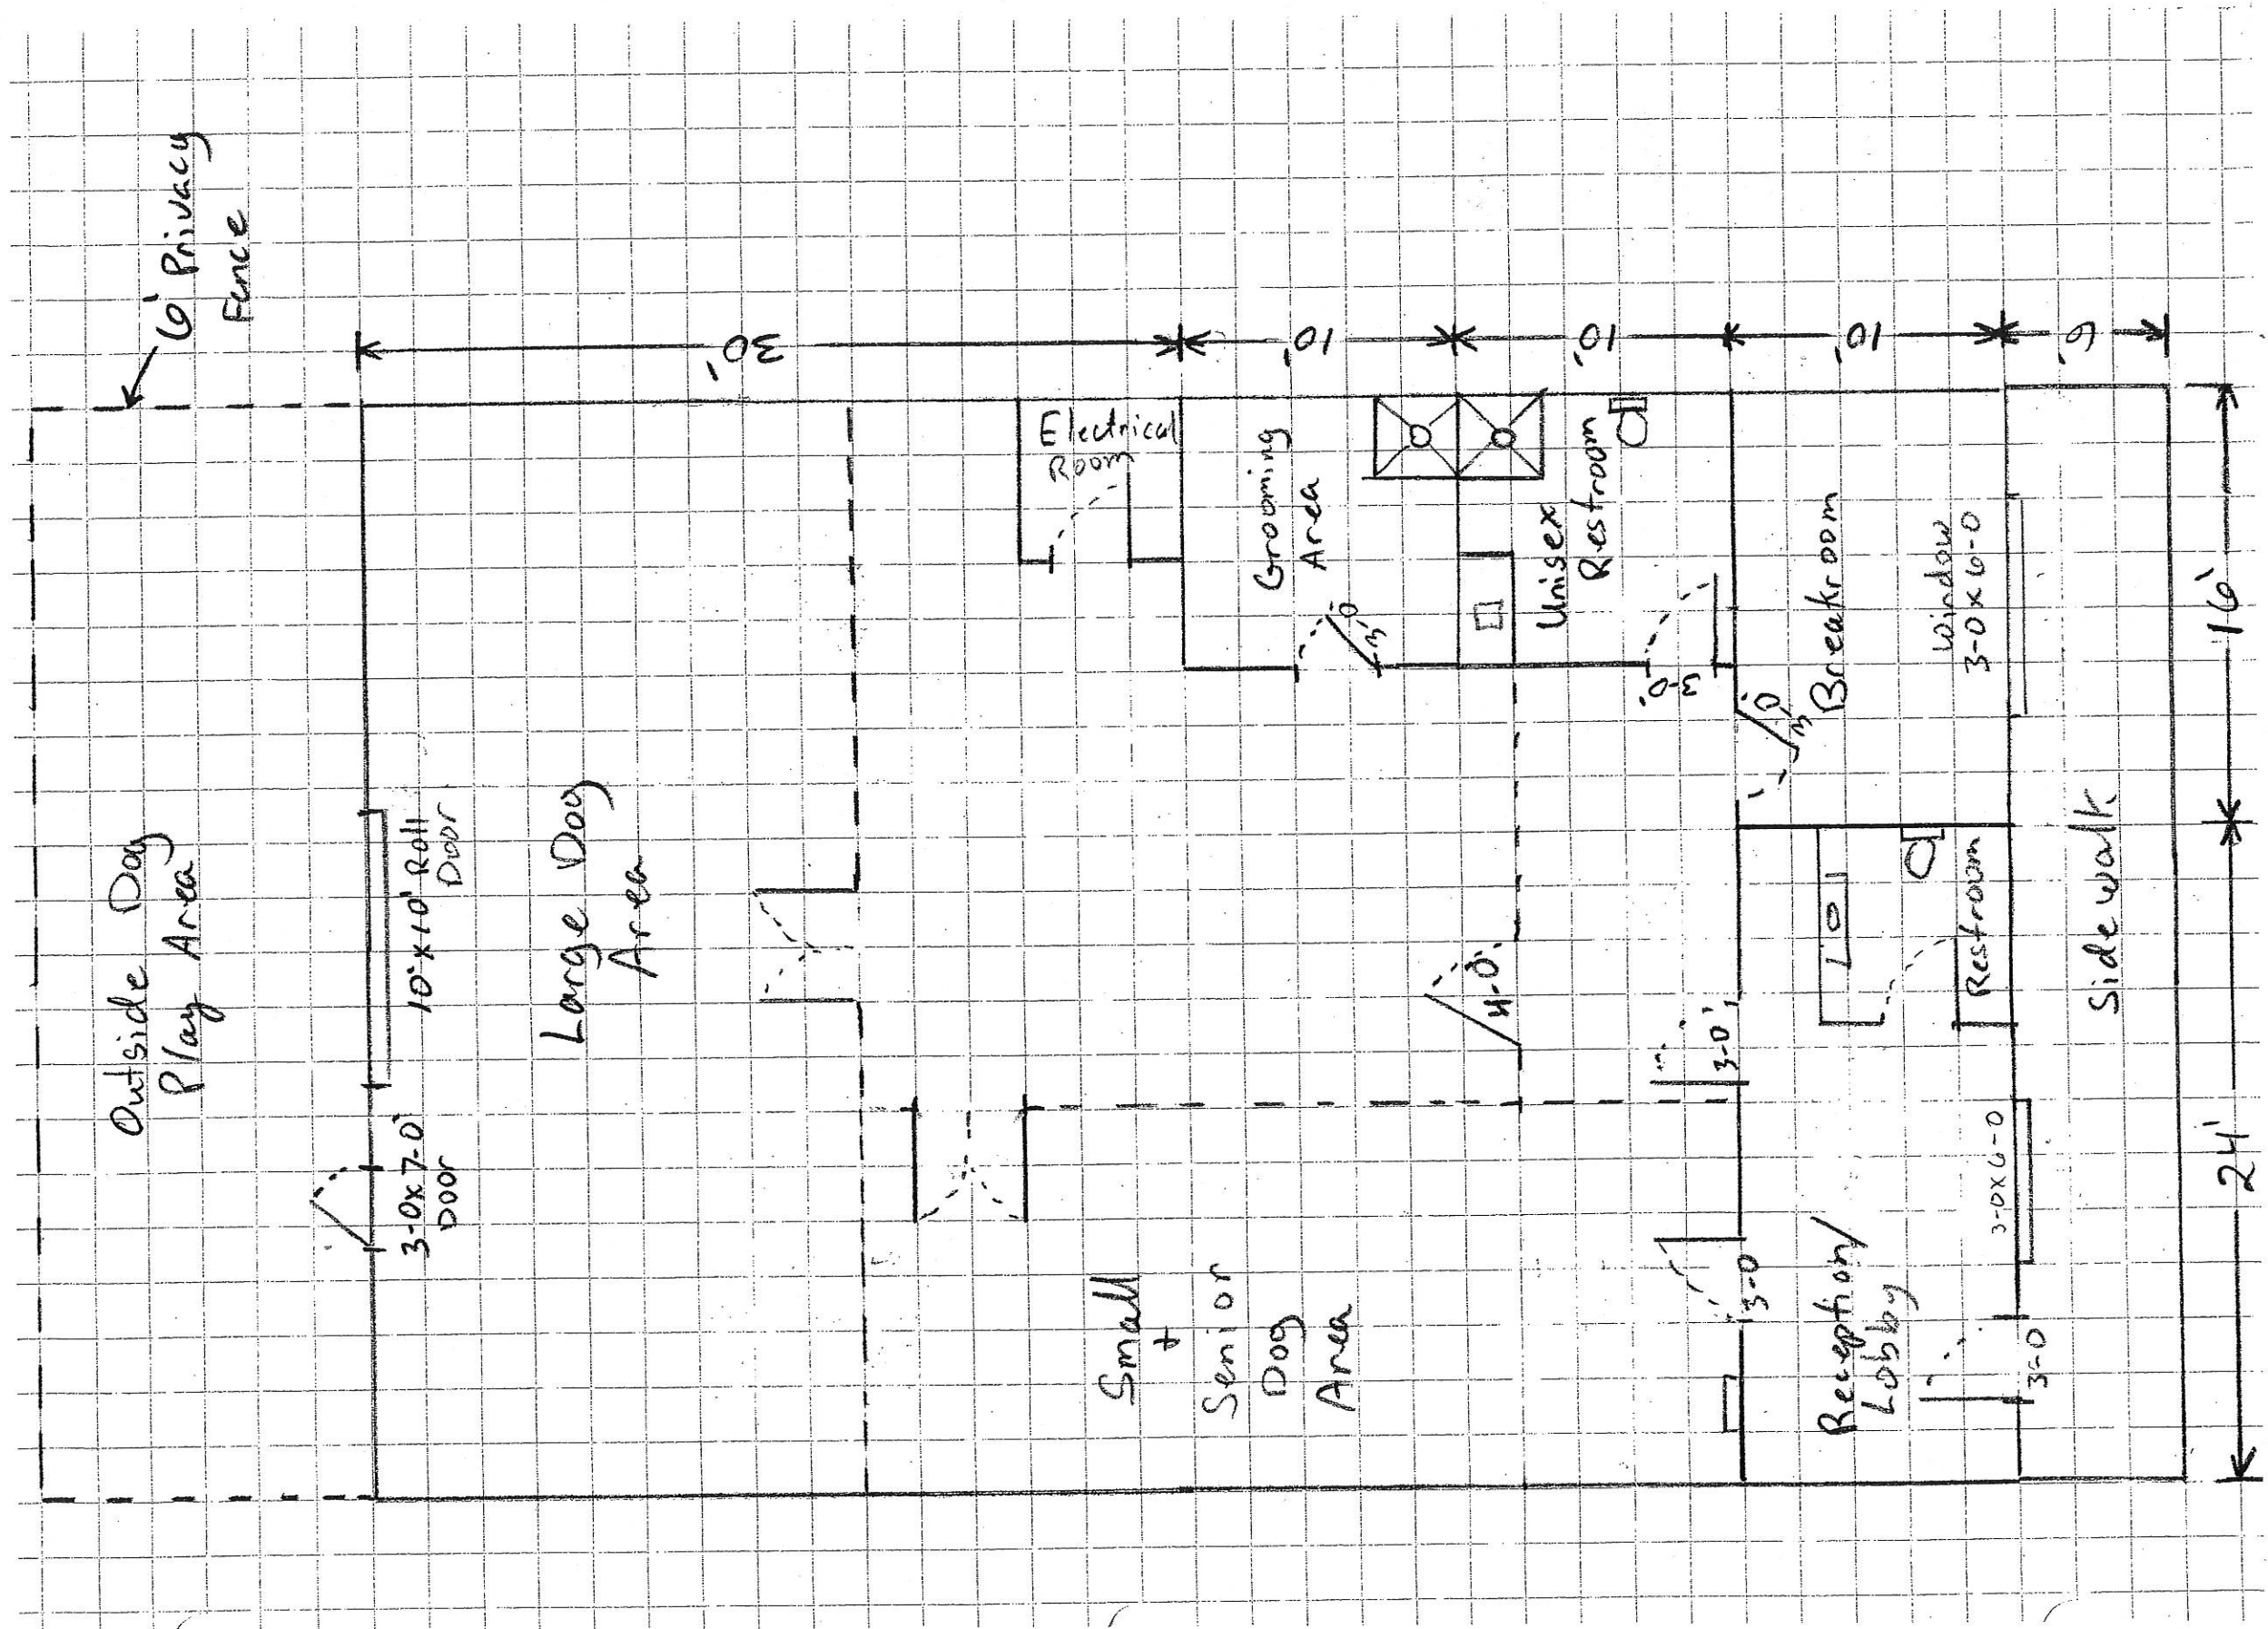 6' Privacy
Fence
Outside Dog
Play Area
10'x10' Roll
Door
3-0x7-0'
Door
Large Dog
Area
30'
Electrical
Room
Grooming
Area
3'-0
10'
Unisex
Restroom
3-0'
10'
Small
+
Senior
Dog
Area
4-0'
3-0'
3-0
Breakroom
3'-0
Window
3-0x6-0
10'
Restroom
Reception/
Lobby
3-0x6-0
3-0
Sidewalk
6'
16'
24'